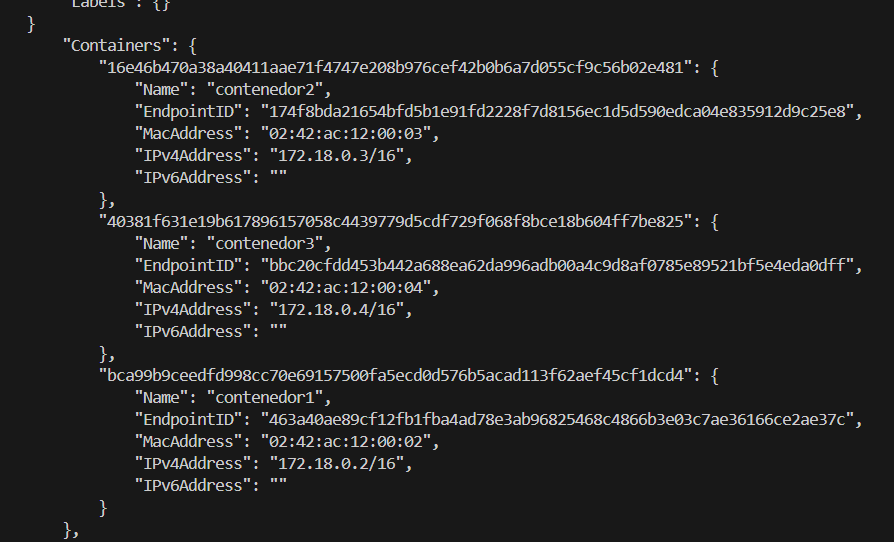 "Labels": {}
}
"Containers": {
"16e46b470a38a40411aae71f4747e208b976cef42b0b6a7d055cf9c56b02e481": {
"Name": "contenedor2",
"EndpointID": "174f8bda21654bfd5b1e91fd2228f7d8156ec1d5d590edca04e835912d9c25e8",
"MacAddress": "02:42:ac:12:00:03",
"IPv4Address": "172.18.0.3/16",
"IPv6Address": ""
},
"40381f631e19b617896157058c4439779d5cdf729f068f8bce18b604ff7be825": {
"Name": "contenedor3",
"EndpointID": "bbc20cfdd453b442a688ea62da996adb00a4c9d8af0785e89521bf5e4eda0dff",
"MacAddress": "02:42:ac:12:00:04",
"IPv4Address": "172.18.0.4/16",
"IPv6Address": ""
},
"bca99b9ceedfd998cc70e69157500fa5ecd0d576b5acad113f62aef45cf1dcd4": {
"Name": "contenedor1",
"EndpointID": "463a40ae89cf12fb1fba4ad78e3ab96825468c4866b3e03c7ae36166ce2ae37c",
"MacAddress": "02:42:ac:12:00:02",
"IPv4Address": "172.18.0.2/16",
"IPv6Address": ""
}
},